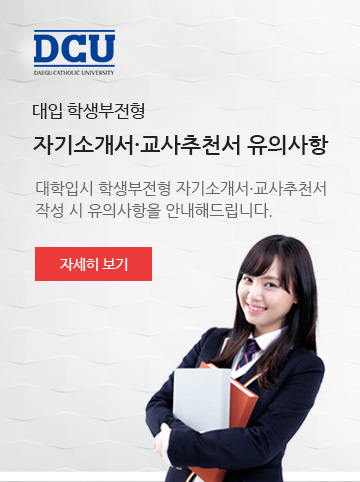 DCU
DAEGU CATHOLIC UNIVERSITY
대입 학생부전형
자기소개서·교사추천서 유의사항
대학입시 학생부전형 자기소개서·교사추천서
작성 시 유의사항을 안내해드립니다.
자세히 보기